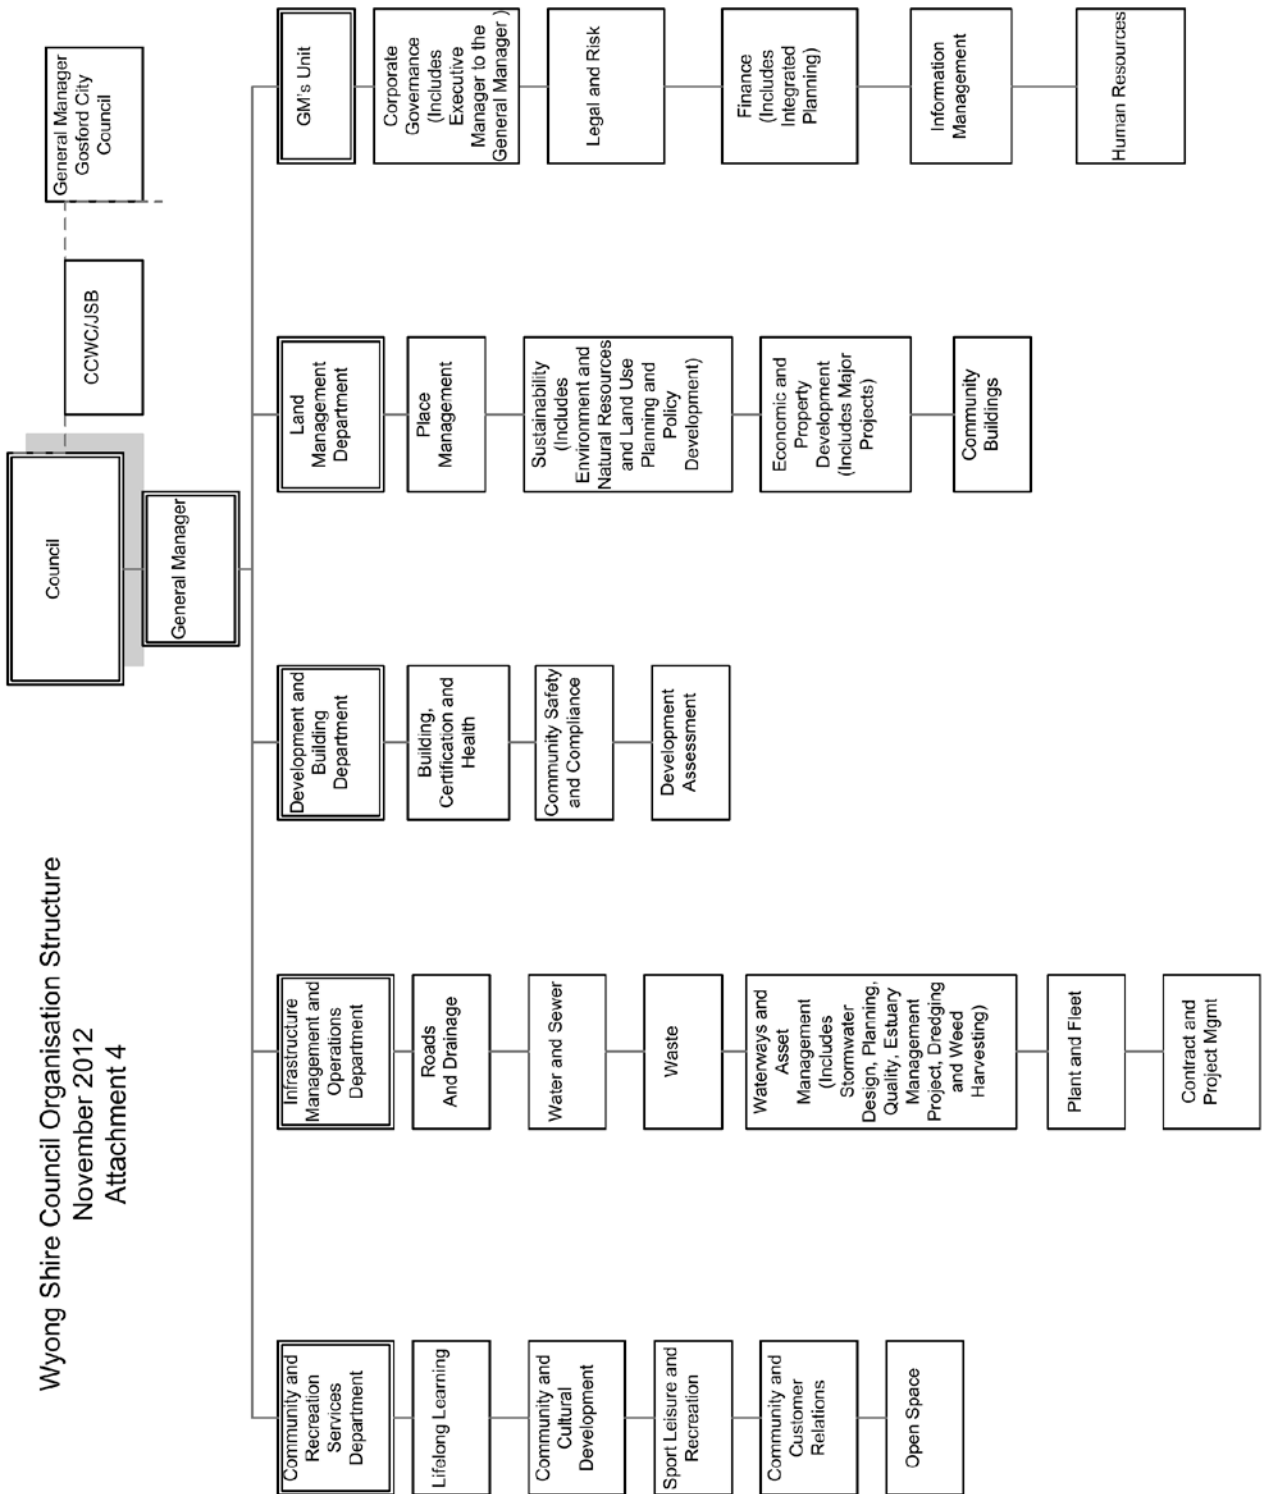 Wyong Shire Council Organisation Structure
November 2012
Attachment 4
Council
CCWC/JSB
General Manager
Gosford City
Council
General Manager
Community and
Recreation
Services
Department
Lifelong Learning
Community and
Cultural
Development
Sport Leisure and
Recreation
Community and
Customer
Relations
Open Space
Infrastructure
Management and
Operations
Department
Roads
And Drainage
Water and Sewer
Waste
Waterways and
Asset
Management
(Includes
Stormwater
Design, Planning,
Quality, Estuary
Management
Project, Dredging
and Weed
Harvesting)
Plant and Fleet
Contract and
Project Mgmt
Development and
Building
Department
Building,
Certification and
Health
Community Safety
and Compliance
Development
Assessment
Land
Management
Department
Place
Management
Sustainability
(Includes
Environment and
Natural Resources
and Land Use
Planning and
Policy
Development)
Economic and
Property
Development
(Includes Major
Projects)
Community
Buildings
GM's Unit
Corporate
Governance
(Includes
Executive
Manager to the
General Manager )
Legal and Risk
Finance
(Includes
Integrated
Planning)
Information
Management
Human Resources